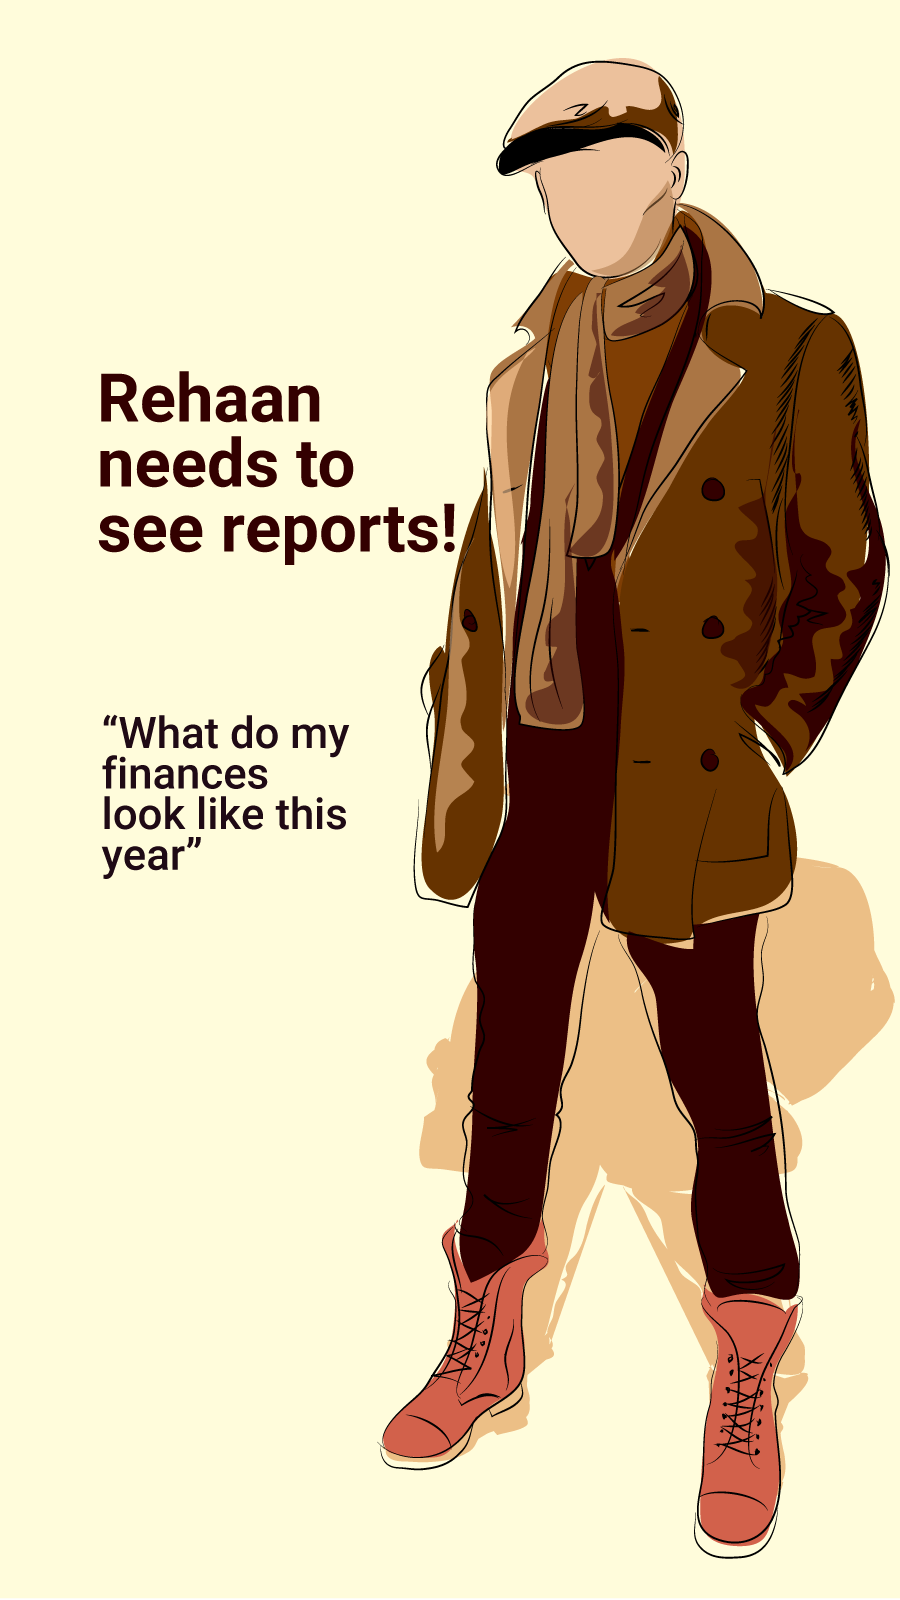 Rehaan
needs to
see reports!
“What do my
finances
look like this
year”